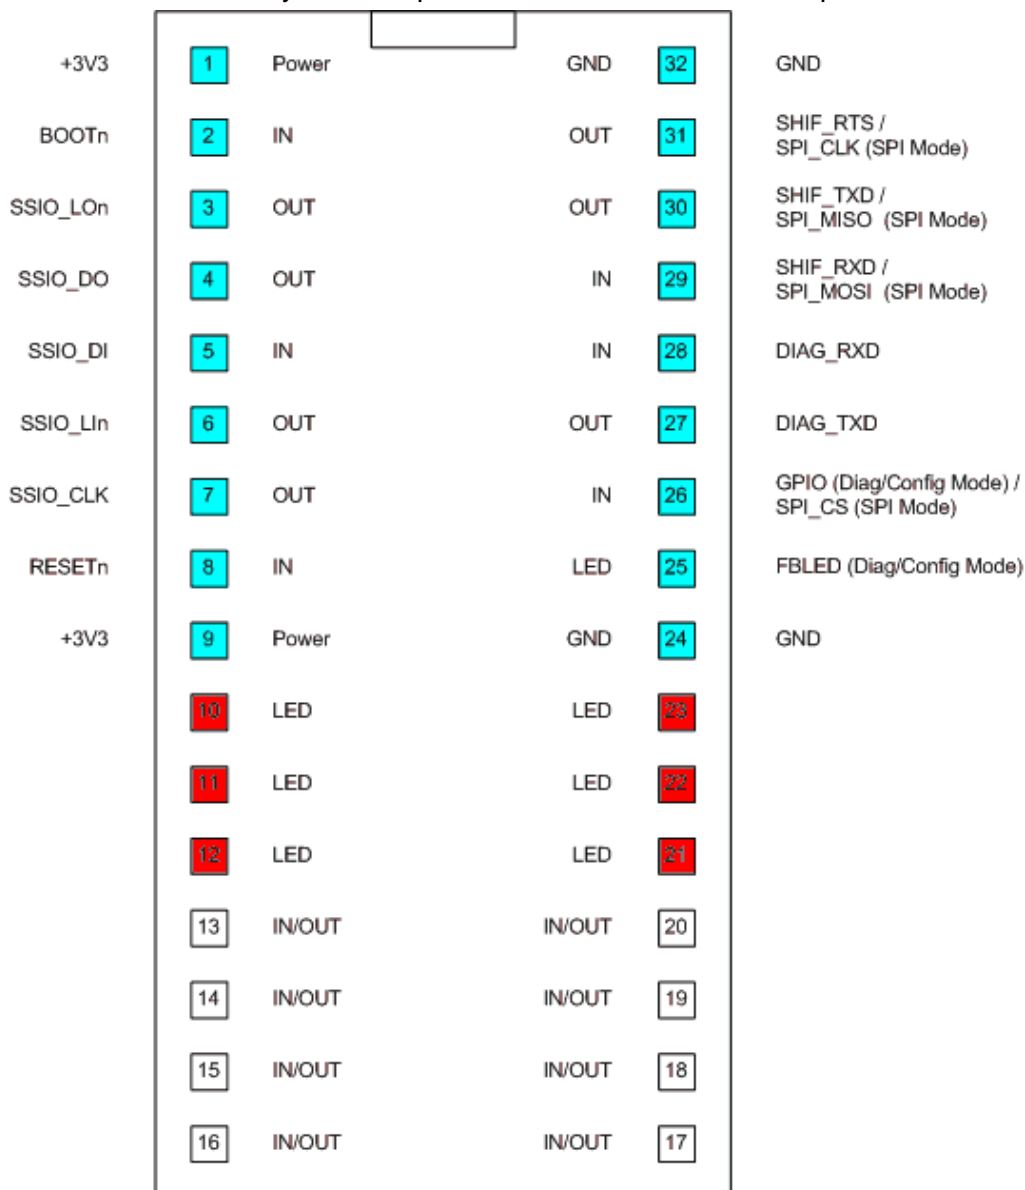 +3V3 1 Power GND 32 GND
BOOTn 2 IN OUT 31 SHIF_RTS /
SPI_CLK (SPI Mode)
SSIO_LOn 3 OUT OUT 30 SHIF_TXD /
SPI_MISO (SPI Mode)
SSIO_DO 4 OUT IN 29 SHIF_RXD /
SPI_MOSI (SPI Mode)
SSIO_DI 5 IN IN 28 DIAG_RXD
SSIO_LIn 6 OUT OUT 27 DIAG_TXD
SSIO_CLK 7 OUT IN 26 GPIO (Diag/Config Mode) /
SPI_CS (SPI Mode)
RESETn 8 IN LED 25 FBLED (Diag/Config Mode)
+3V3 9 Power GND 24 GND
10 LED LED 23
11 LED LED 22
12 LED LED 21
13 IN/OUT IN/OUT 20
14 IN/OUT IN/OUT 19
15 IN/OUT IN/OUT 18
16 IN/OUT IN/OUT 17